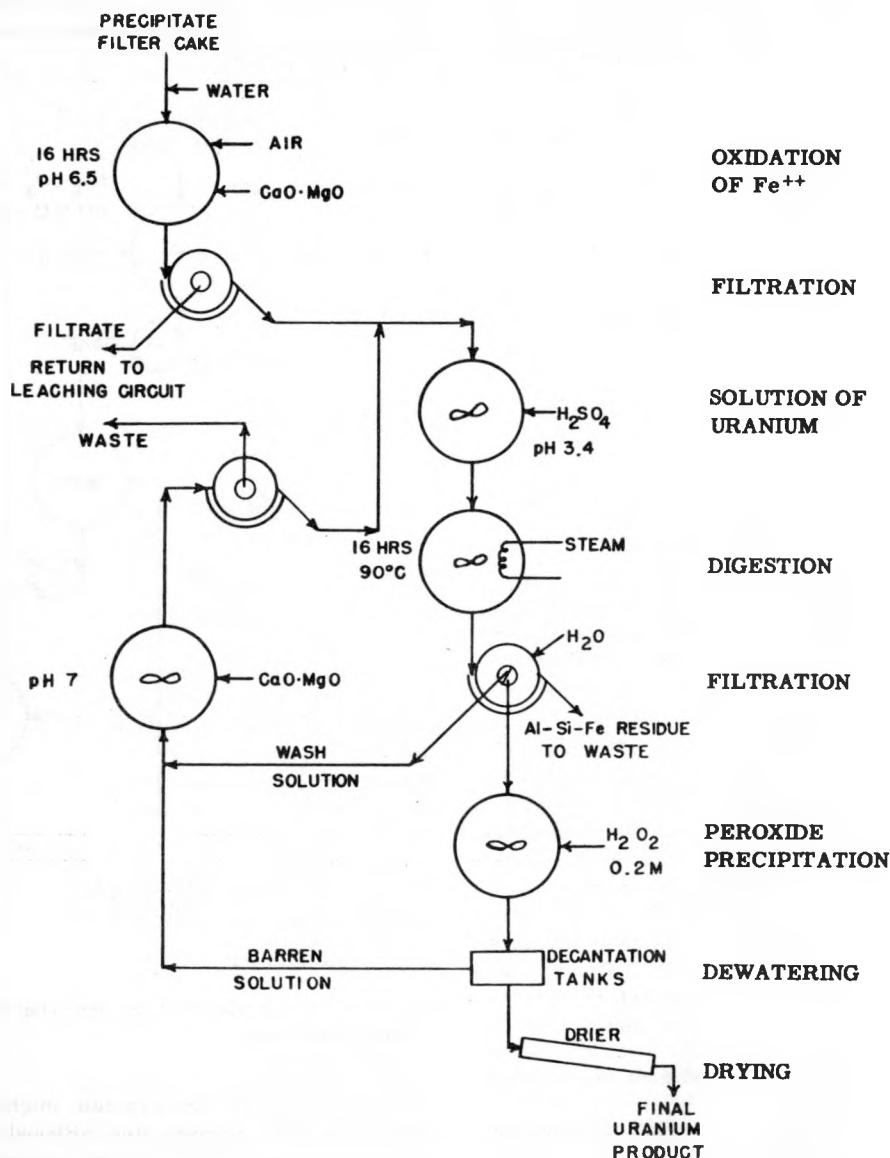 PRECIPITATE
FILTER CAKE
WATER
AIR
16 HRS
pH 6.5
CaO·MgO
OXIDATION
OF Fe++
FILTRATION
FILTRATE
RETURN TO
LEACHING CIRCUIT
H2SO4
pH 3.4
SOLUTION OF
URANIUM
WASTE
16 HRS
90°C
STEAM
DIGESTION
H2O
pH 7
CaO·MgO
FILTRATION
Al-Si-Fe RESIDUE
TO WASTE
WASH
SOLUTION
H2O2
0.2M
PEROXIDE
PRECIPITATION
BARREN
SOLUTION
DECANTATION
TANKS
DEWATERING
DRIER
DRYING
FINAL
URANIUM
PRODUCT